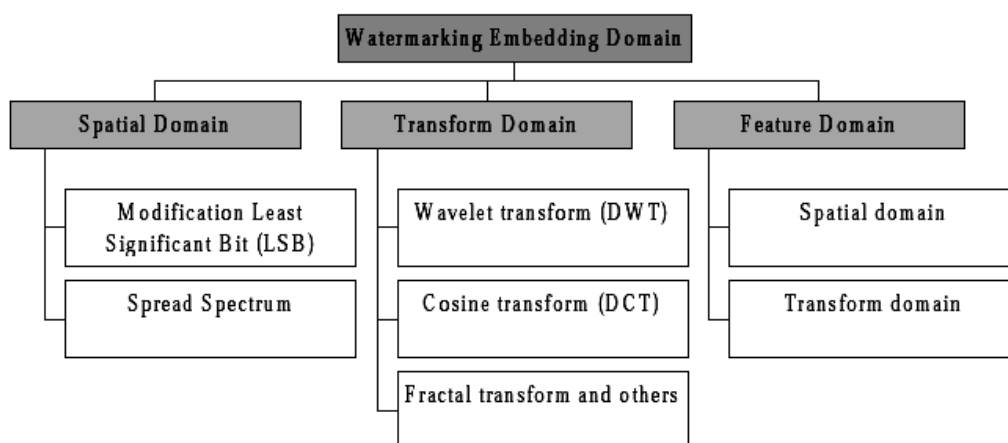 Watermarking Embedding Domain
Spatial Domain
Modification Least
Significant Bit (LSB)
Spread Spectrum
Transform Domain
Wavelet transform (DWT)
Cosine transform (DCT)
Fractal transform and others
Feature Domain
Spatial domain
Transform domain